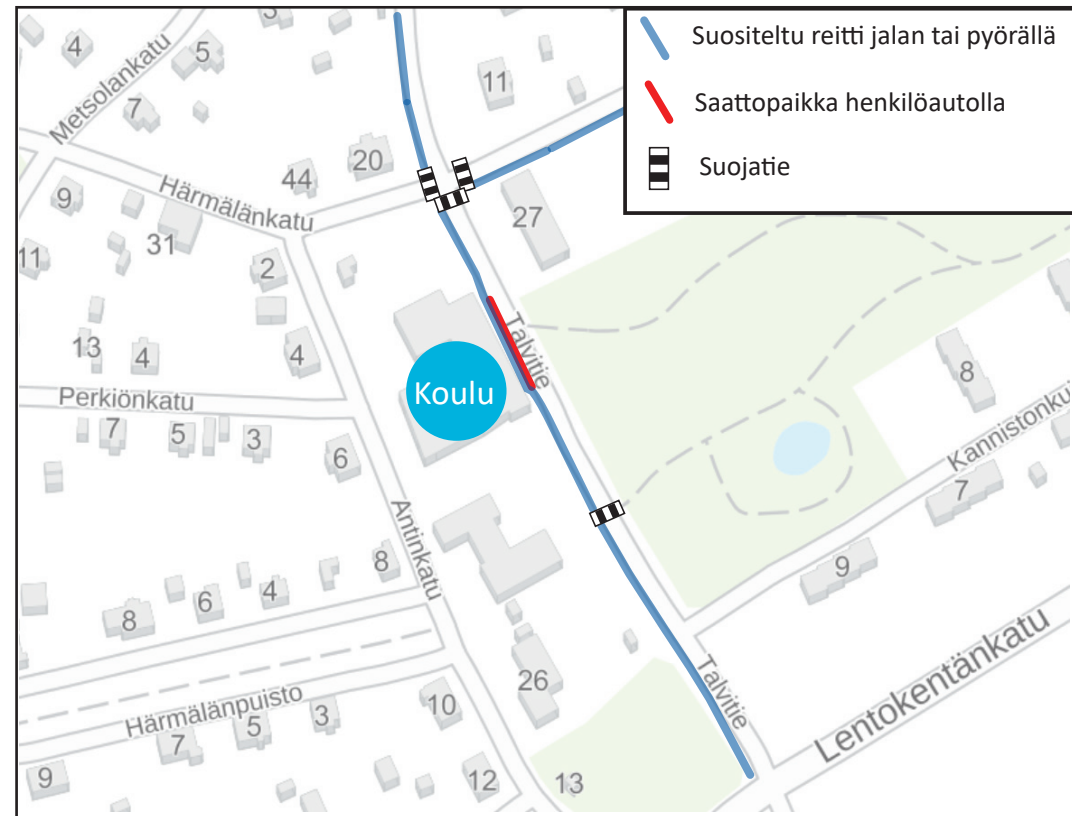 Suositeltu reitti jalan tai pyörällä
Saattopaikka henkilöautolla
Suojatie
4
5
3
7
11
Metsolankatu
20
44
9
Härmälänkatu
31
27
11
2
Talvitie
13
4
4
8
Koulu
Perkiönkatu
7
5
3
6
Kannistonku
7
Antinkatu
8
9
4
6
8
Talvitie
Lentokentänkatu
26
Härmälänpuisto
10
3
5
7
9
12
13